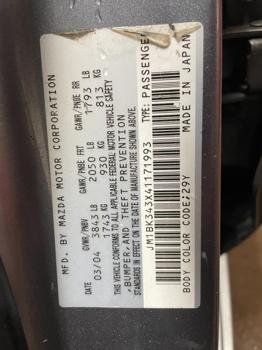 MFD. BY MAZDA MOTOR CORPORATION
DATE GVWR/PNBV GAWR/PNBE FRT GAWR/PNBE RR
03/04 3843 LB 2050 LB 1793 LB
1743 KG 930 KG 813 KG
THIS VEHICLE CONFORMS TO ALL APPLICABLE FEDERAL MOTOR VEHICLE SAFETY
,BUMPER,AND THEFT PREVENTION
STANDARDS IN EFFECT ON THE DATE OF MANUFACTURE SHOWN ABOVE.
JM1BK343X41171993 TYPE:PASSENGER
BODY COLOR CODE:29Y MADE IN JAPAN